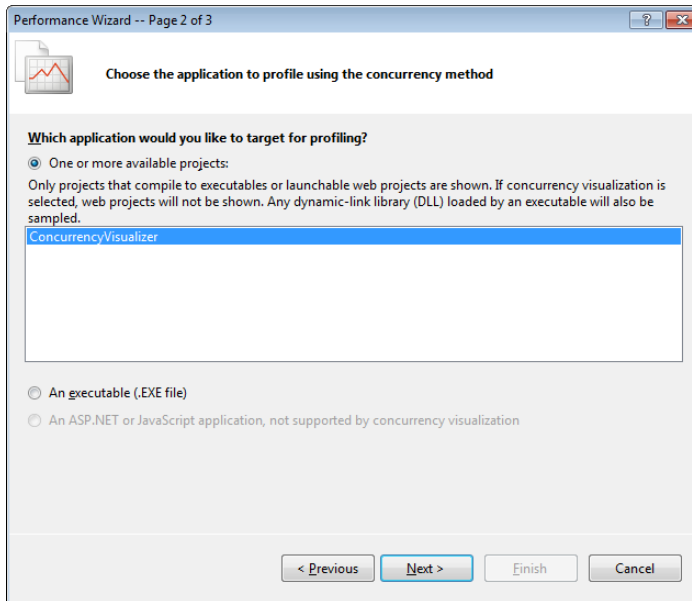 Performance Wizard -- Page 2 of 3
Choose the application to profile using the concurrency method
Which application would you like to target for profiling?
One or more available projects:
Only projects that compile to executables or launchable web projects are shown. If concurrency visualization is
selected, web projects will not be shown. Any dynamic-link library (DLL) loaded by an executable will also be
sampled.
ConcurrencyVisualizer
An executable (.EXE file)
An ASP.NET or JavaScript application, not supported by concurrency visualization
< Previous Next > Finish Cancel